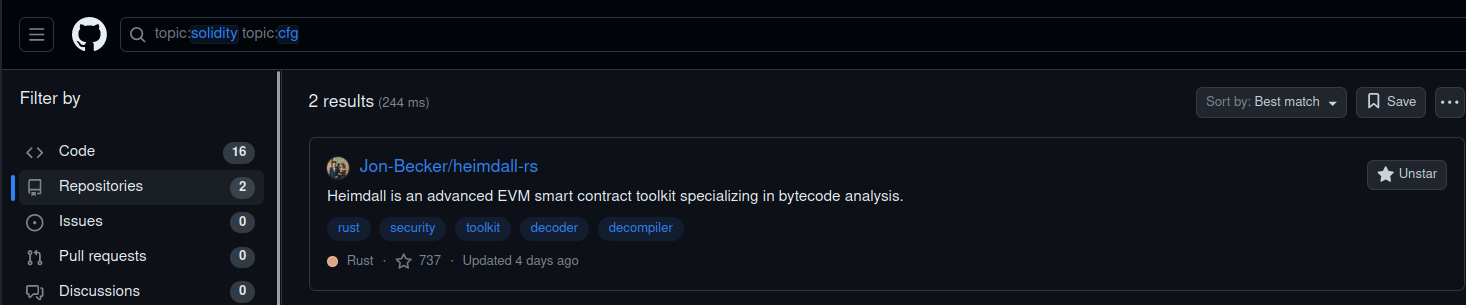 topic:solidity topic:cfg
Filter by
Code 16
Repositories 2
Issues 0
Pull requests 0
Discussions 0
2 results (244 ms)
Sort by: Best match
Save
Jon-Becker/heimdall-rs
Unstar
Heimdall is an advanced EVM smart contract toolkit specializing in bytecode analysis.
rust security toolkit decoder decompiler
Rust · 737 · Updated 4 days ago